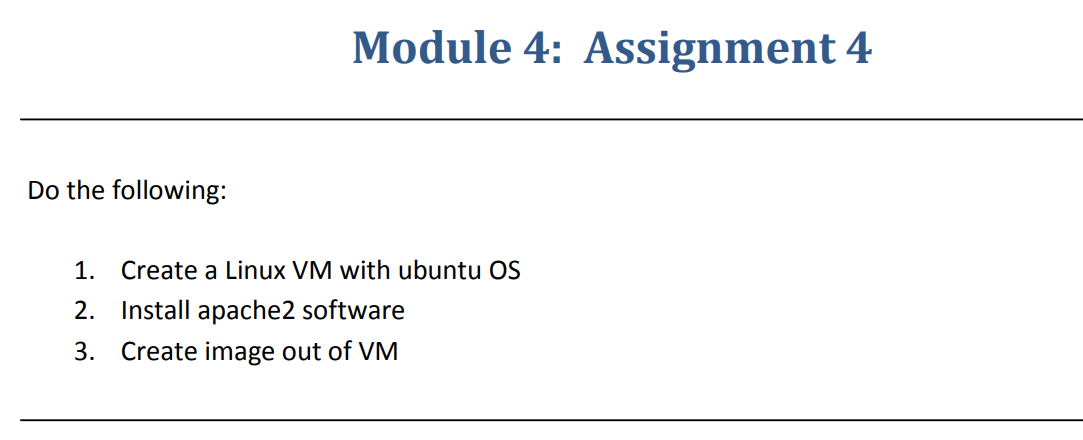 Module 4: Assignment 4
Do the following:
1. Create a Linux VM with ubuntu OS
2. Install apache2 software
3. Create image out of VM